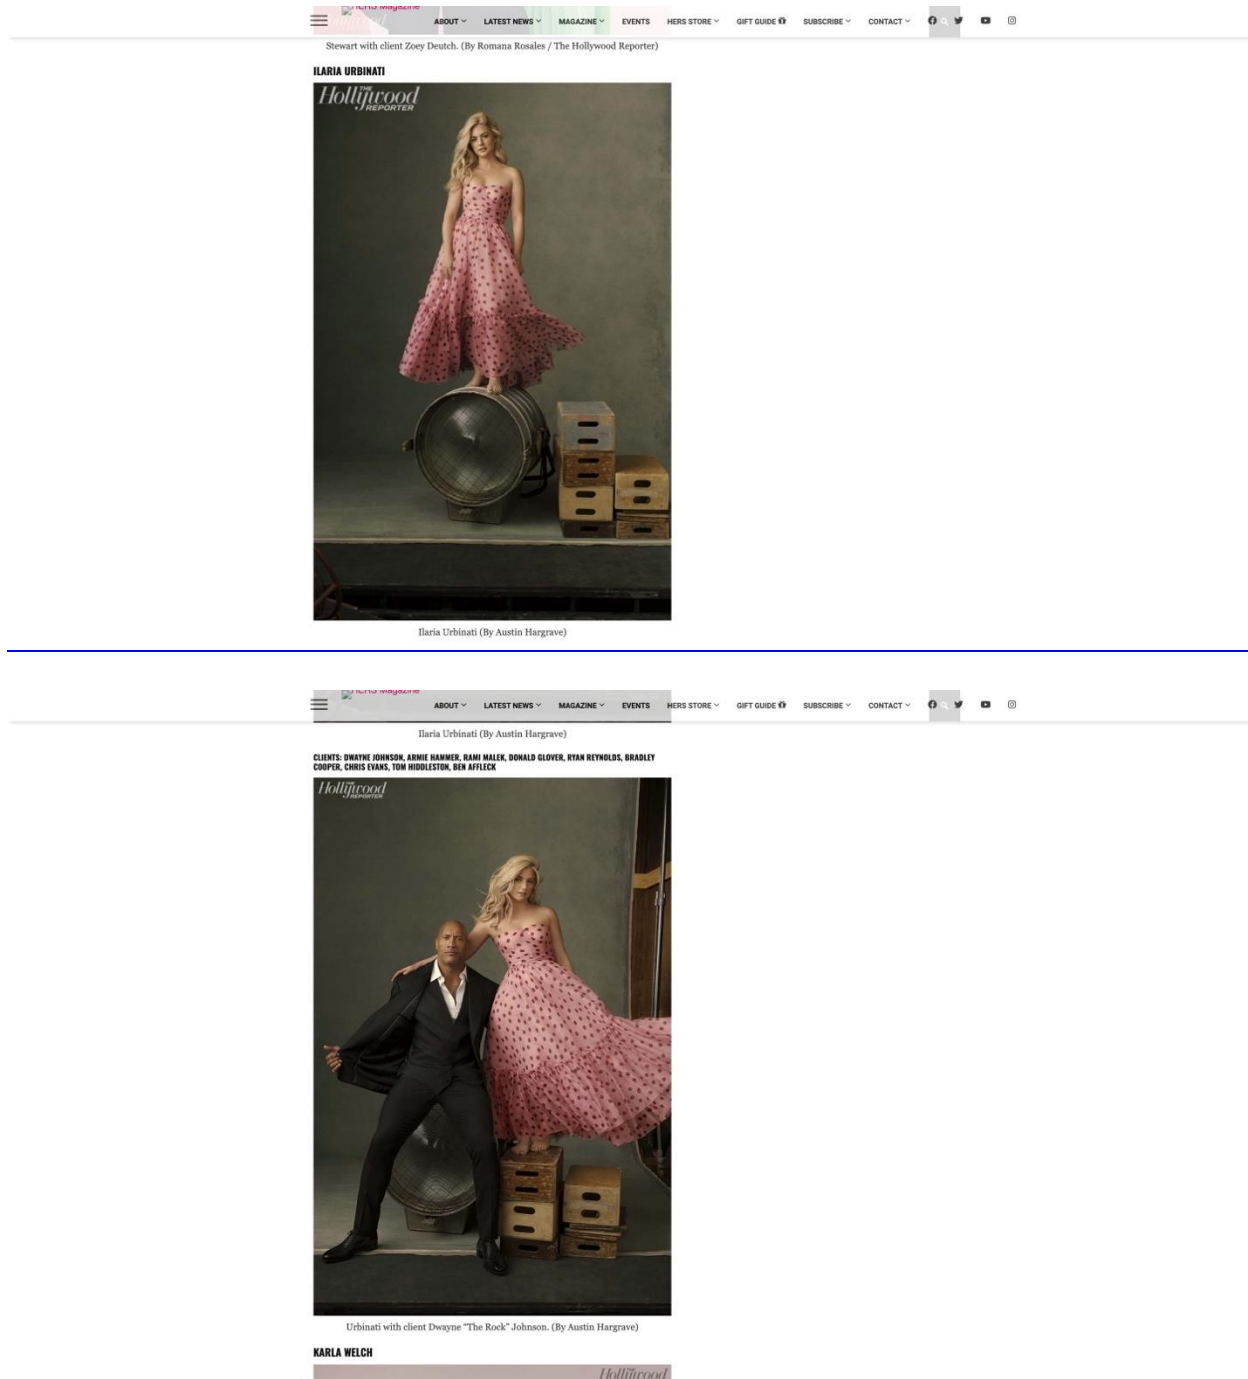 HERS Magazine
ABOUT LATEST NEWS MAGAZINE EVENTS HERS STORE GIFT GUIDE SUBSCRIBE CONTACT
Stewart with client Zoey Deutch. (By Romana Rosales / The Hollywood Reporter)
ILARIA URBINATI
THE
Hollywood
REPORTER
Ilaria Urbinati (By Austin Hargrave)
HERS Magazine
ABOUT LATEST NEWS MAGAZINE EVENTS HERS STORE GIFT GUIDE SUBSCRIBE CONTACT
Ilaria Urbinati (By Austin Hargrave)
CLIENTS: DWAYNE JOHNSON, ARMIE HAMMER, RAMI MALEK, DONALD GLOVER, RYAN REYNOLDS, BRADLEY
COOPER, CHRIS EVANS, TOM HIDDLESTON, BEN AFFLECK
THE
Hollywood
REPORTER
Urbinati with client Dwayne “The Rock” Johnson. (By Austin Hargrave)
KARLA WELCH
Hollywood